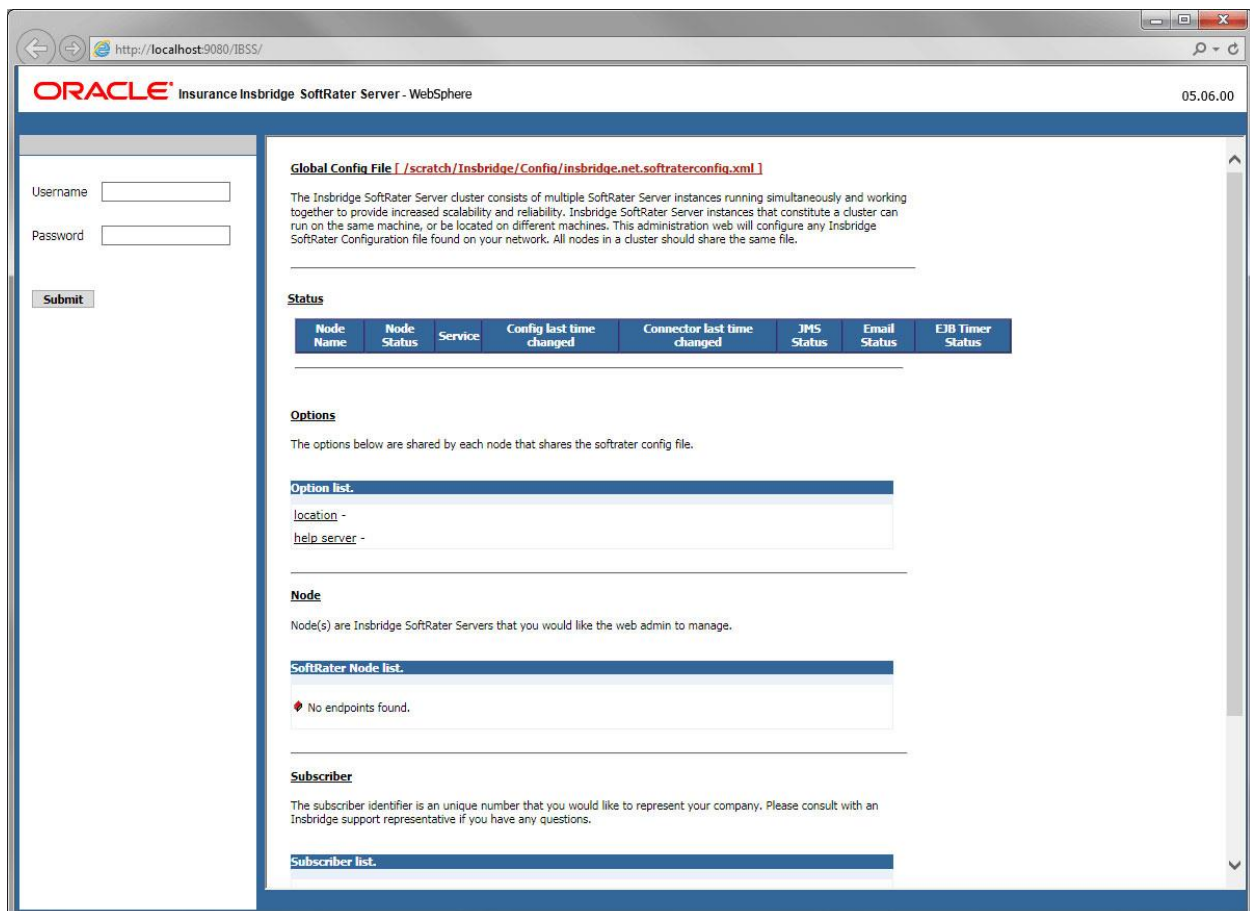 http://localhost:9080/IBSS/
ORACLE Insurance Insbridge SoftRater Server - WebSphere
05.06.00
Username
Password
Submit
Global Config File [ /scratch/Insbridge/Config/insbridge.net.softraterconfig.xml ]
The Insbridge SoftRater Server cluster consists of multiple SoftRater Server instances running simultaneously and working
together to provide increased scalability and reliability. Insbridge SoftRater Server instances that constitute a cluster can
run on the same machine, or be located on different machines. This administration web will configure any Insbridge
SoftRater Configuration file found on your network. All nodes in a cluster should share the same file.
Status
Node Name Node Status Service Config last time changed Connector last time changed JMS Status Email Status EJB Timer Status
Options
The options below are shared by each node that shares the softrater config file.
Option list.
location -
help server -
Node
Node(s) are Insbridge SoftRater Servers that you would like the web admin to manage.
SoftRater Node list.
No endpoints found.
Subscriber
The subscriber identifier is an unique number that you would like to represent your company. Please consult with an
Insbridge support representative if you have any questions.
Subscriber list.